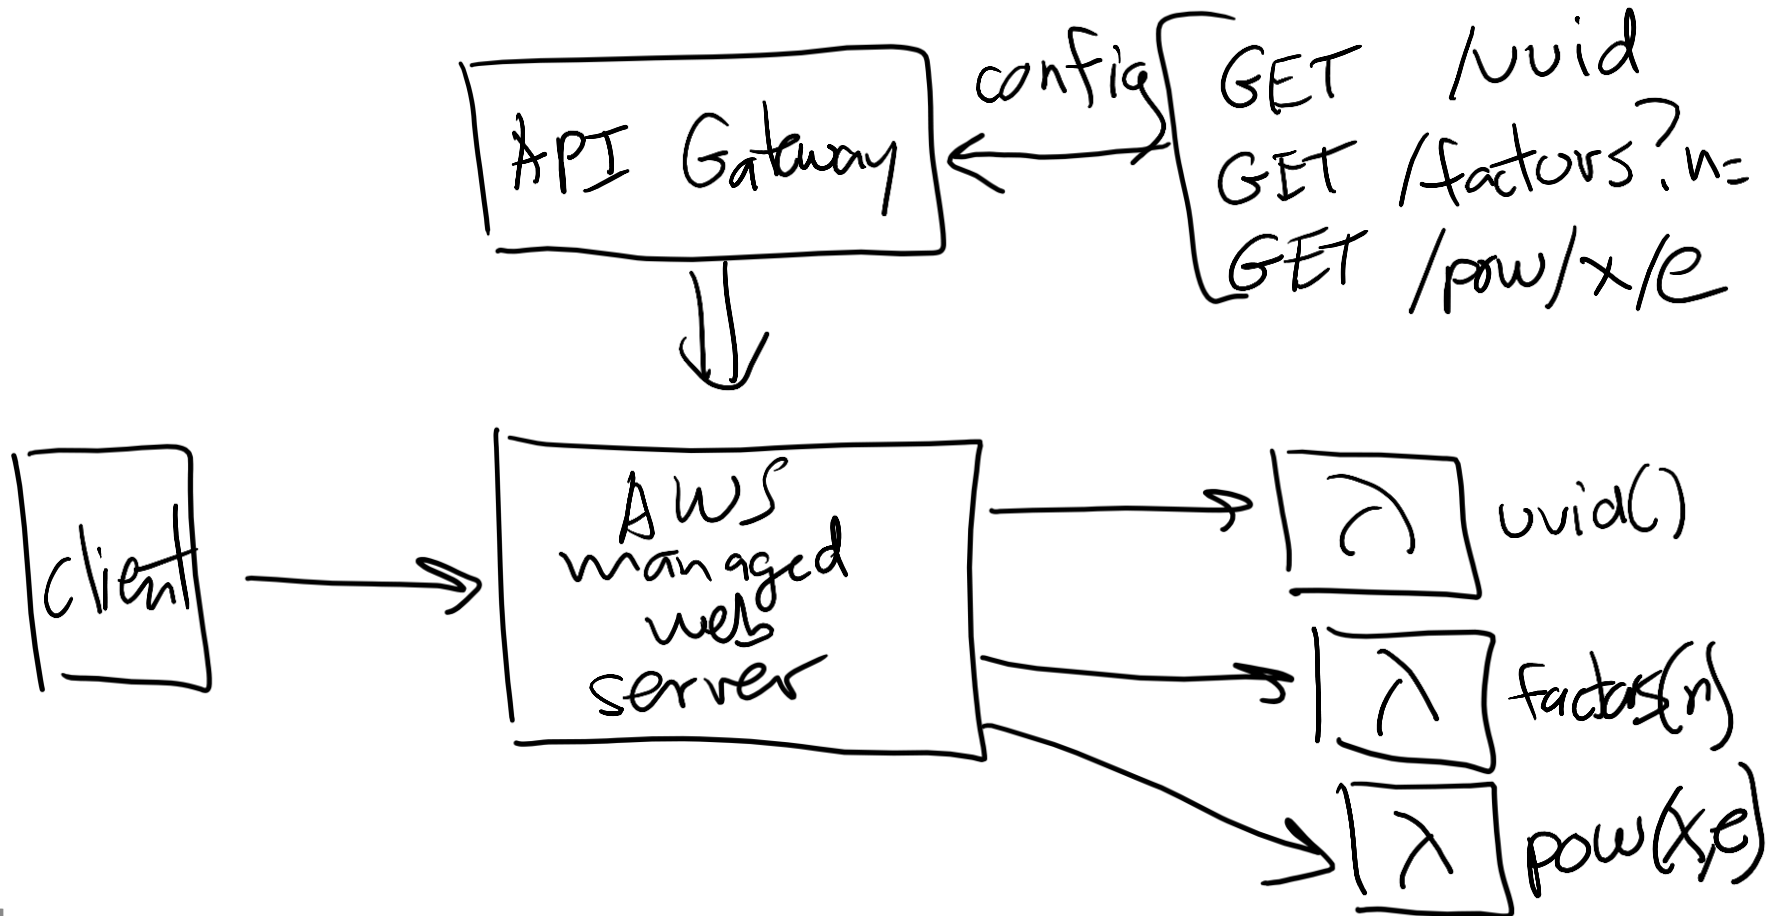 API Gateway
config
GET /uuid
GET /factors?n=
GET /pow/x/e
client
AWS
managed
web
server
λ uuid()
λ factors(n)
λ pow(x,e)